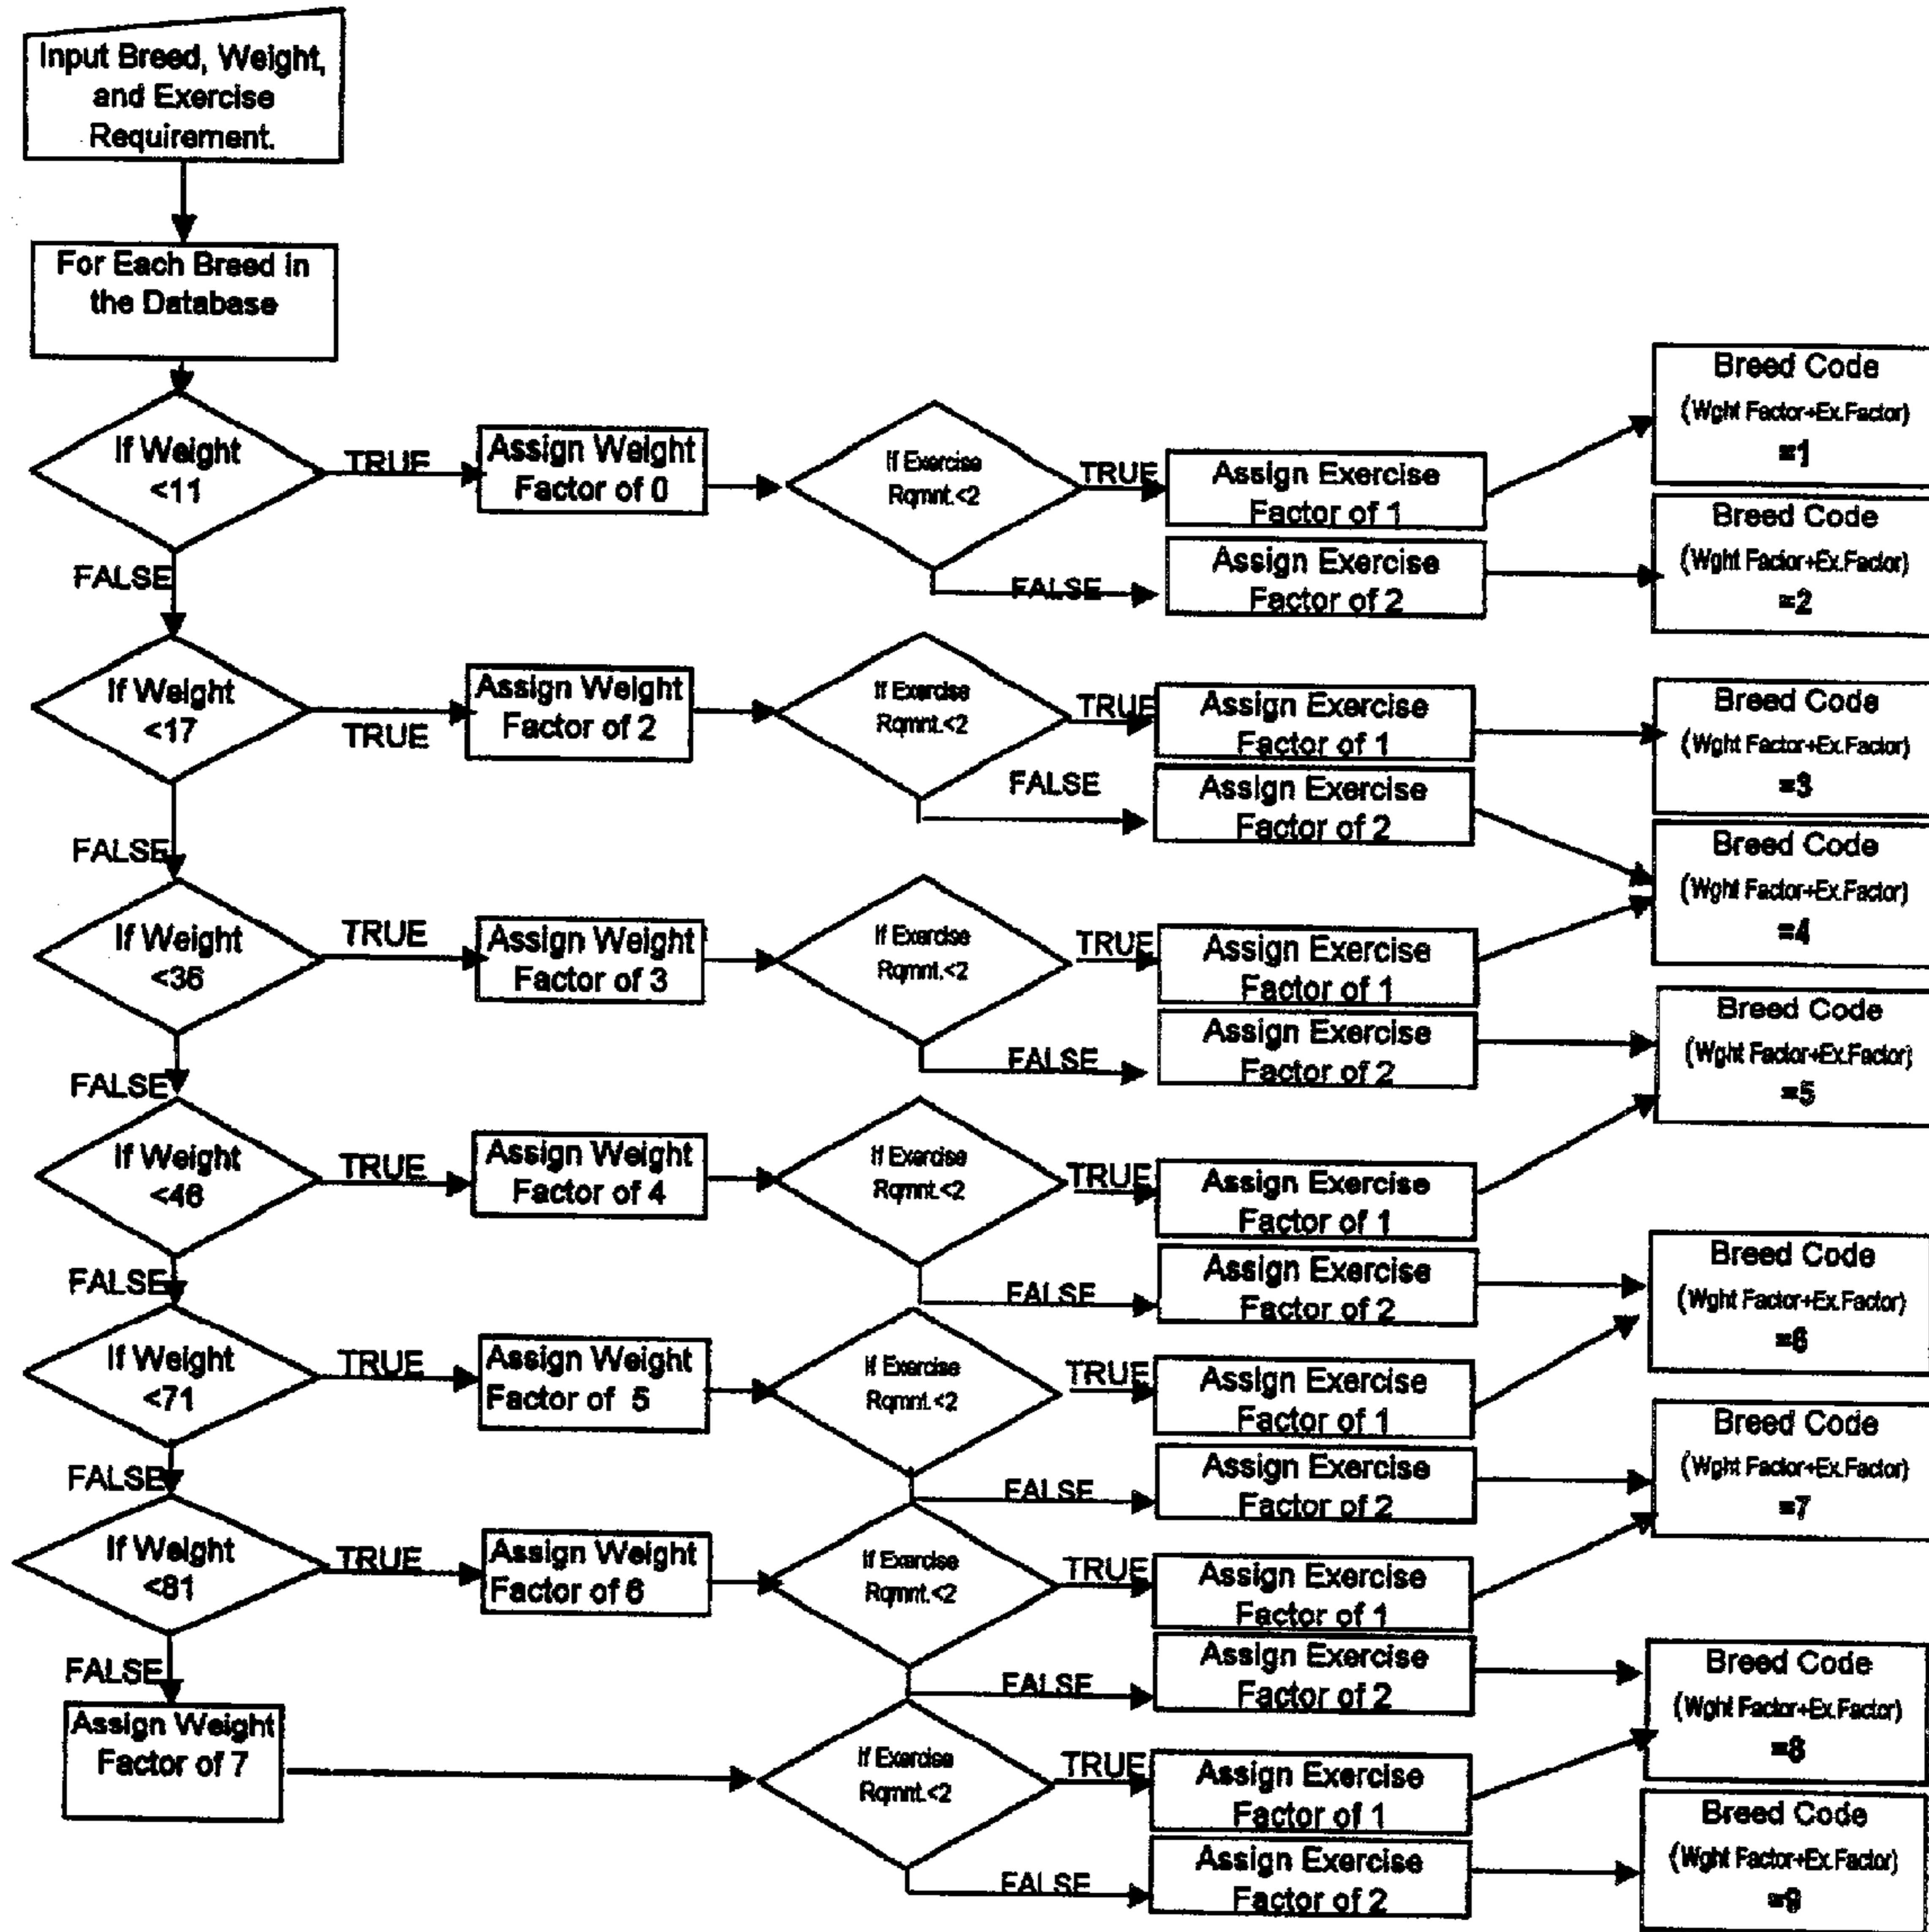 Input Breed, Weight,
and Exercise
Requirement.
For Each Breed in
the Database
If Weight
<11
TRUE
Assign Weight
Factor of 0
If Exercise
Rqmnt.<2
TRUE
Assign Exercise
Factor of 1
Breed Code
(Wght Factor+Ex.Factor)
=1
FALSE
Assign Exercise
Factor of 2
Breed Code
(Wght Factor+Ex.Factor)
=2
FALSE
If Weight
<17
TRUE
Assign Weight
Factor of 2
If Exercise
Rqmnt.<2
TRUE
Assign Exercise
Factor of 1
Breed Code
(Wght Factor+Ex.Factor)
=3
FALSE
Assign Exercise
Factor of 2
Breed Code
(Wght Factor+Ex.Factor)
=4
FALSE
If Weight
<36
TRUE
Assign Weight
Factor of 3
If Exercise
Rqmnt.<2
TRUE
Assign Exercise
Factor of 1
FALSE
Assign Exercise
Factor of 2
Breed Code
(Wght Factor+Ex.Factor)
=5
FALSE
If Weight
<46
TRUE
Assign Weight
Factor of 4
If Exercise
Rqmnt.<2
TRUE
Assign Exercise
Factor of 1
FALSE
Assign Exercise
Factor of 2
Breed Code
(Wght Factor+Ex.Factor)
=6
FALSE
If Weight
<71
TRUE
Assign Weight
Factor of 5
If Exercise
Rqmnt.<2
TRUE
Assign Exercise
Factor of 1
FALSE
Assign Exercise
Factor of 2
Breed Code
(Wght Factor+Ex.Factor)
=7
FALSE
If Weight
<81
TRUE
Assign Weight
Factor of 6
If Exercise
Rqmnt.<2
TRUE
Assign Exercise
Factor of 1
FALSE
Assign Exercise
Factor of 2
Breed Code
(Wght Factor+Ex.Factor)
=8
FALSE
Assign Weight
Factor of 7
If Exercise
Rqmnt.<2
TRUE
Assign Exercise
Factor of 1
FALSE
Assign Exercise
Factor of 2
Breed Code
(Wght Factor+Ex.Factor)
=9